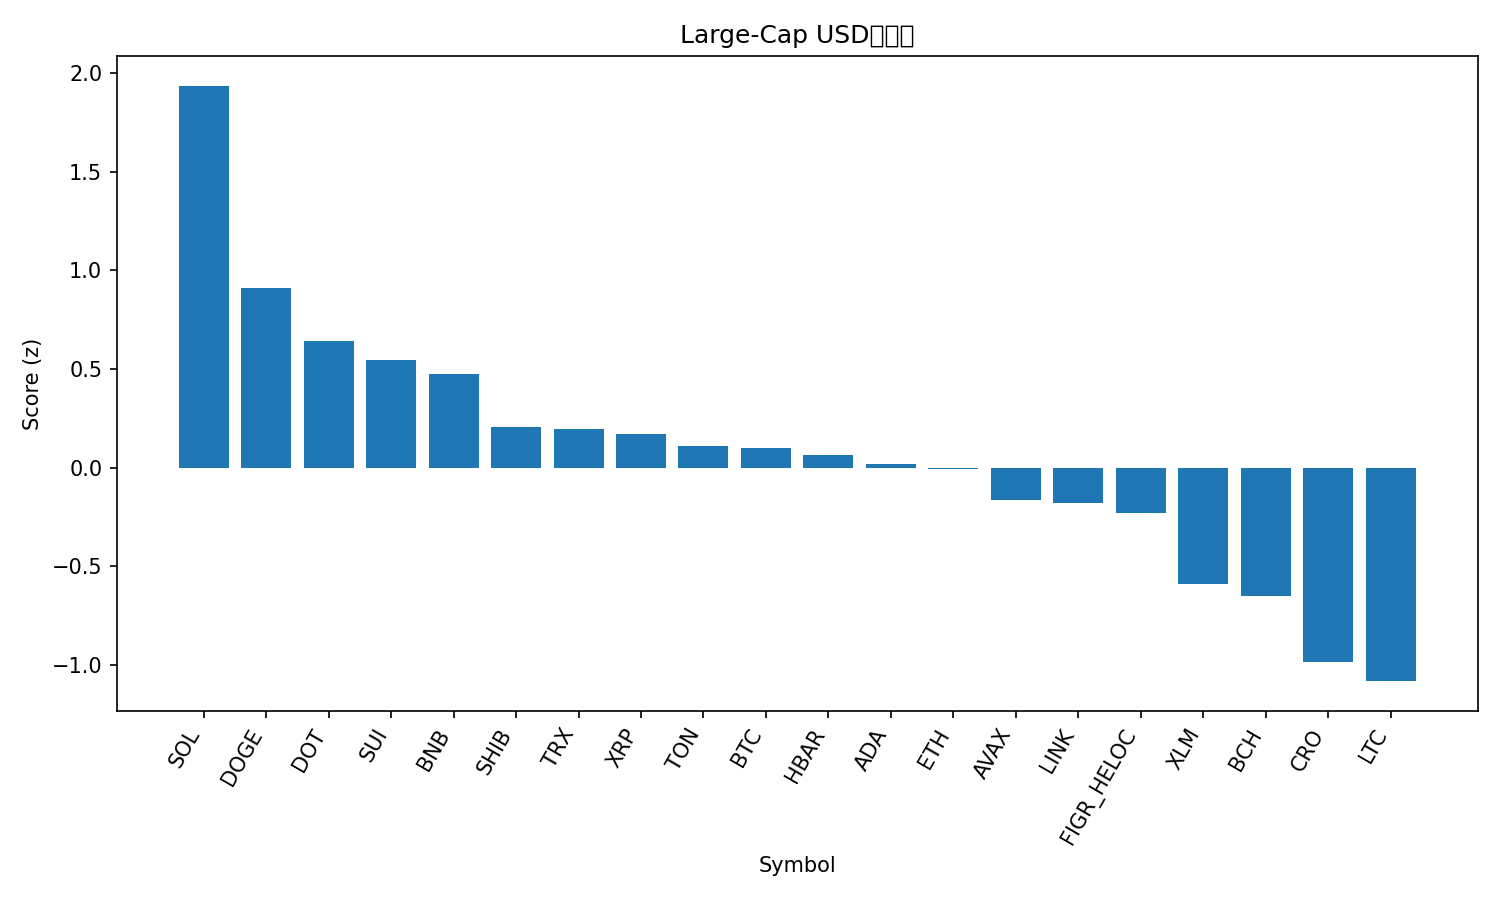 Large-Cap USD
Score (z)
2.0
1.5
1.0
0.5
0.0
−0.5
−1.0
SOL
DOGE
DOT
SUI
BNB
SHIB
TRX
XRP
TON
BTC
HBAR
ADA
ETH
AVAX
LINK
FIGR_HELOC
XLM
BCH
CRO
LTC
Symbol